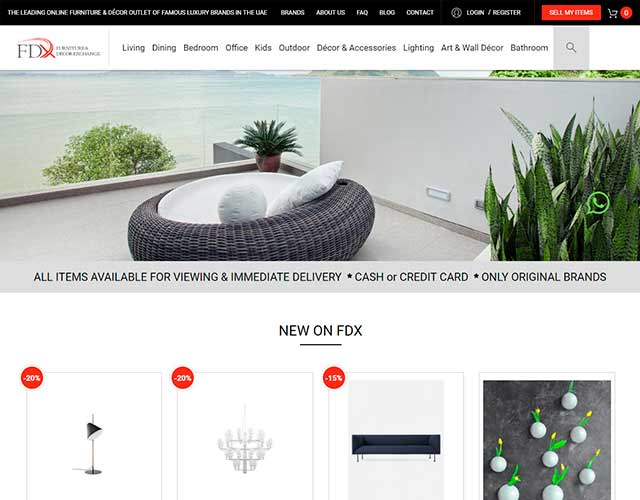 THE LEADING ONLINE FURNITURE & DÉCOR OUTLET OF FAMOUS LUXURY BRANDS IN THE UAE BRANDS ABOUT US FAQ BLOG CONTACT LOGIN / REGISTER SELL MY ITEMS 0
FDX FURNITURE & DECOR EXCHANGE
Living Dining Bedroom Office Kids Outdoor Décor & Accessories Lighting Art & Wall Décor Bathroom
ALL ITEMS AVAILABLE FOR VIEWING & IMMEDIATE DELIVERY * CASH or CREDIT CARD * ONLY ORIGINAL BRANDS
NEW ON FDX
-20% -20% -15%